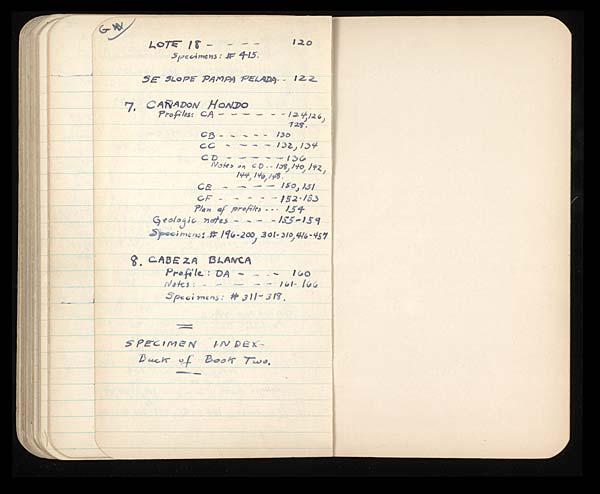 LOTE 18 - - - - 120
Specimens: # 415.
SE SLOPE PAMPA PELADA - - 122
7. CAÑADON HONDO
Profiles: CA - - - - - - 124, 126,
128.
CB - - - - - 130
CC - - - - 132, 134
CD - - - - - - 136
Notes on CD - - 138, 140, 142,
144, 146, 148.
CE - - - - - 150, 151
CF - - - - - 152-153
Plan of profiles - - - 154
Geologic notes - - - - 155-159
Specimens: # 196-200, 301-310, 416-457
8. CABEZA BLANCA
Profile: DA - - - - 160
Notes: - - - - - - 161-166
Specimens: # 311-318.
SPECIMEN INDEX-
Back of Book Two.